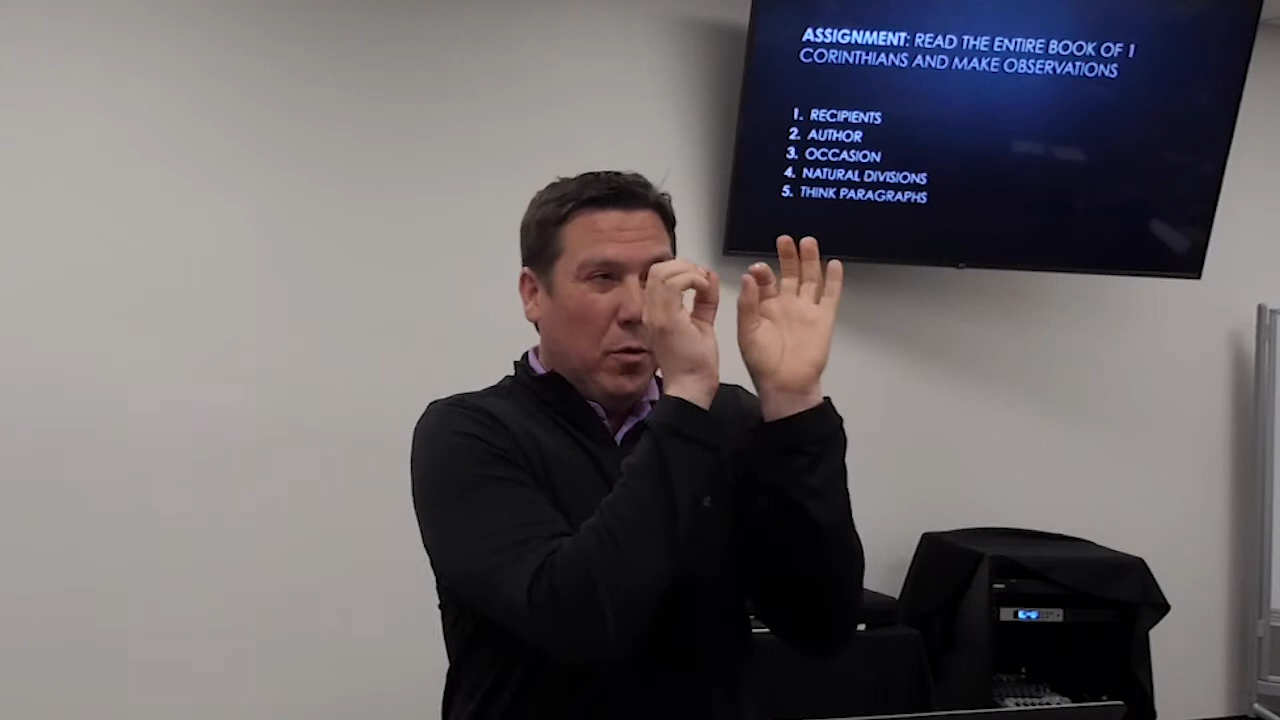 ASSIGNMENT: READ THE ENTIRE BOOK OF 1
CORINTHIANS AND MAKE OBSERVATIONS
1. RECIPIENTS
2. AUTHOR
3. OCCASION
4. NATURAL DIVISIONS
5. THINK PARAGRAPHS